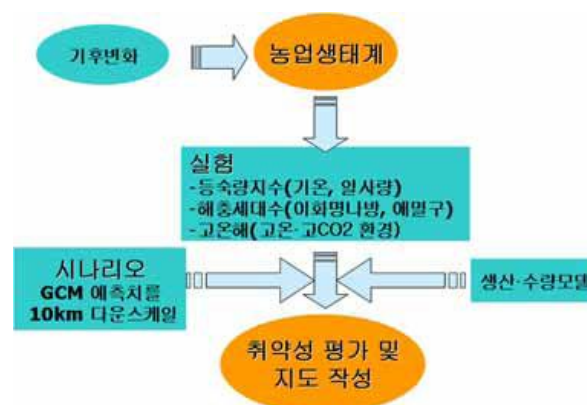 기후변화
농업생태계
실험
-등숙량지수(기온, 일사량)
-해충세대수(이화명나방, 애멸구)
-고온해(고온·고CO2 환경)
시나리오
GCM 예측치를
10km 다운스케일
생산·수량모델
취약성 평가 및
지도 작성